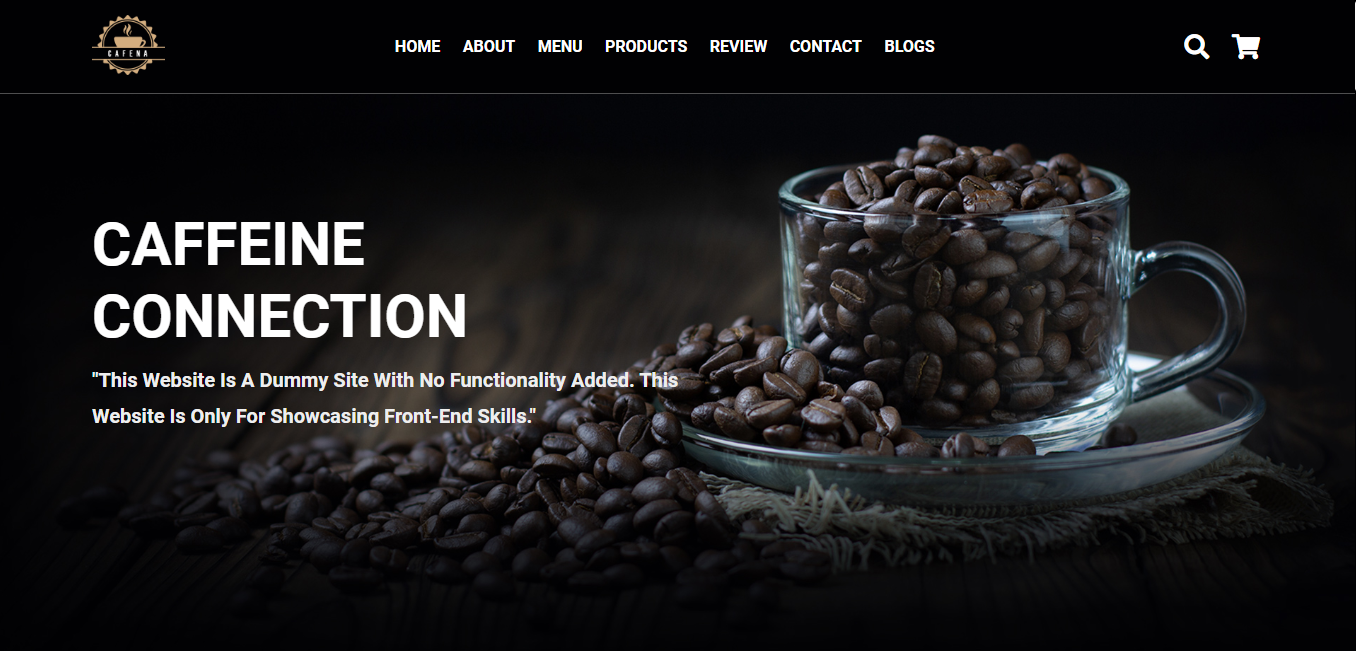 CAFENA
HOME ABOUT MENU PRODUCTS REVIEW CONTACT BLOGS
CAFFEINE
CONNECTION
"This Website Is A Dummy Site With No Functionality Added. This
Website Is Only For Showcasing Front-End Skills."